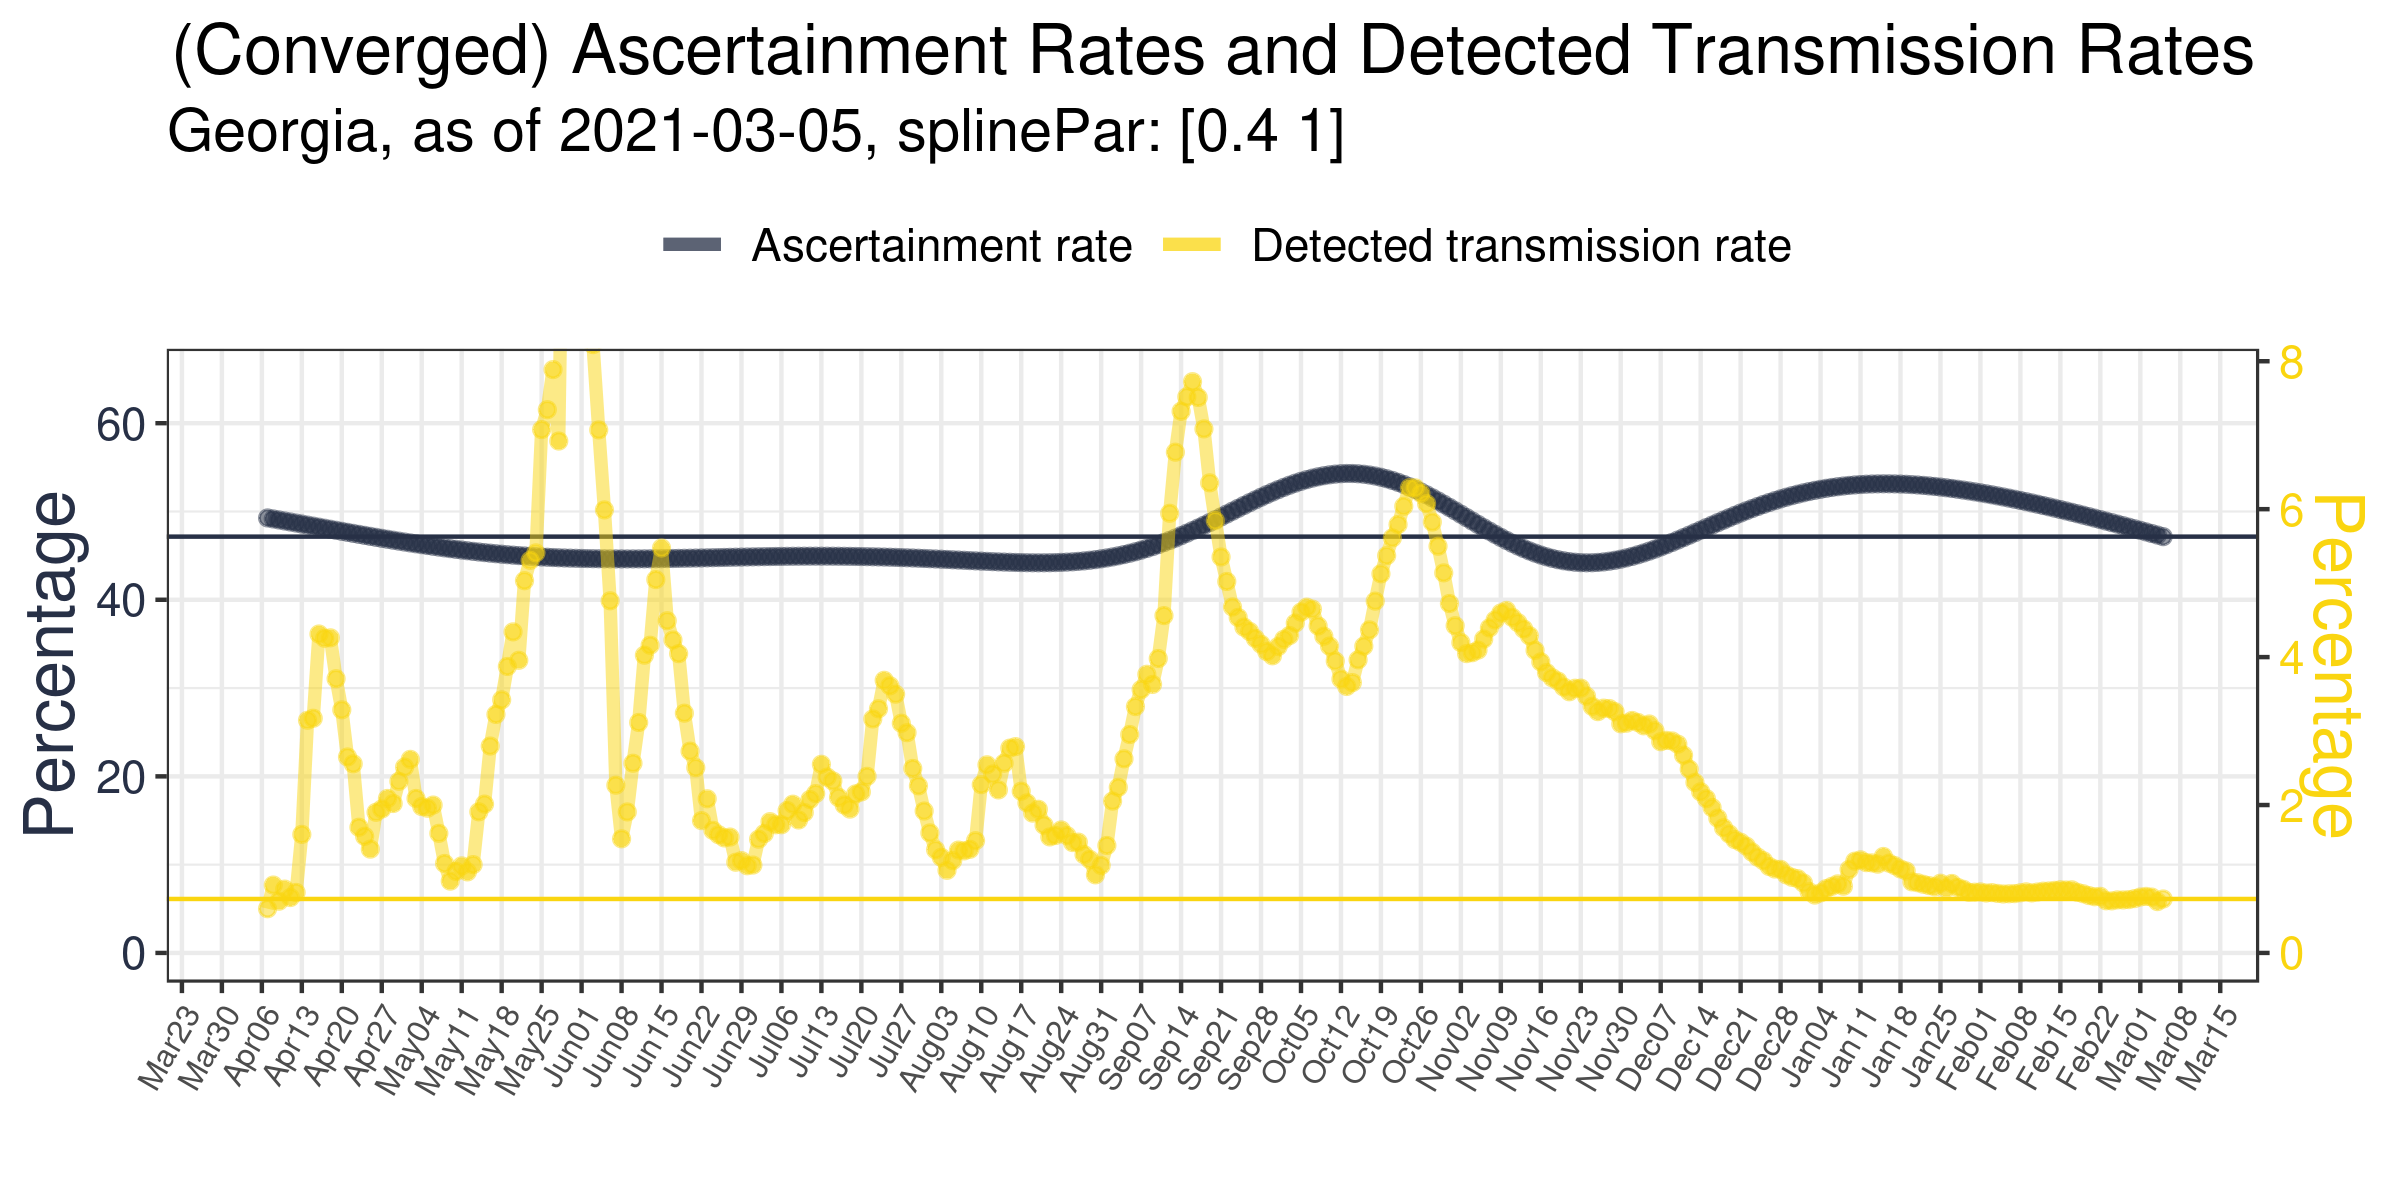 (Converged) Ascertainment Rates and Detected Transmission Rates
Georgia, as of 2021-03-05, splinePar: [0.4 1]
Ascertainment rate
Detected transmission rate
Percentage
60
40
20
0
8
6
4
2
0
Percentage
Mar23
Mar30
Apr06
Apr13
Apr20
Apr27
May04
May11
May18
May25
Jun01
Jun08
Jun15
Jun22
Jun29
Jul06
Jul13
Jul20
Jul27
Aug03
Aug10
Aug17
Aug24
Aug31
Sep07
Sep14
Sep21
Sep28
Oct05
Oct12
Oct19
Oct26
Nov02
Nov09
Nov16
Nov23
Nov30
Dec07
Dec14
Dec21
Dec28
Jan04
Jan11
Jan18
Jan25
Feb01
Feb08
Feb15
Feb22
Mar01
Mar08
Mar15